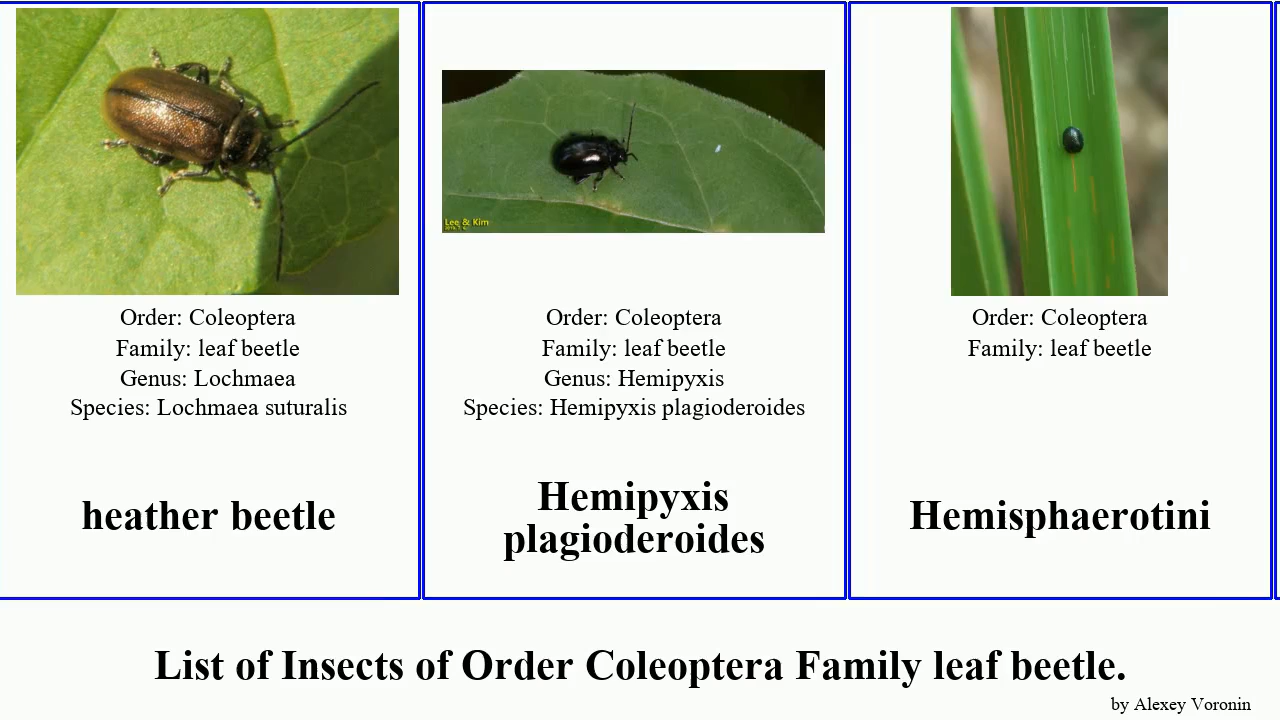 Lee & Kim
Order: Coleoptera
Family: leaf beetle
Genus: Lochmaea
Species: Lochmaea suturalis
heather beetle
Order: Coleoptera
Family: leaf beetle
Genus: Hemipyxis
Species: Hemipyxis plagioderoides
Hemipyxis
plagioderoides
Order: Coleoptera
Family: leaf beetle
Hemisphaerotini
List of Insects of Order Coleoptera Family leaf beetle.
by Alexey Voronin